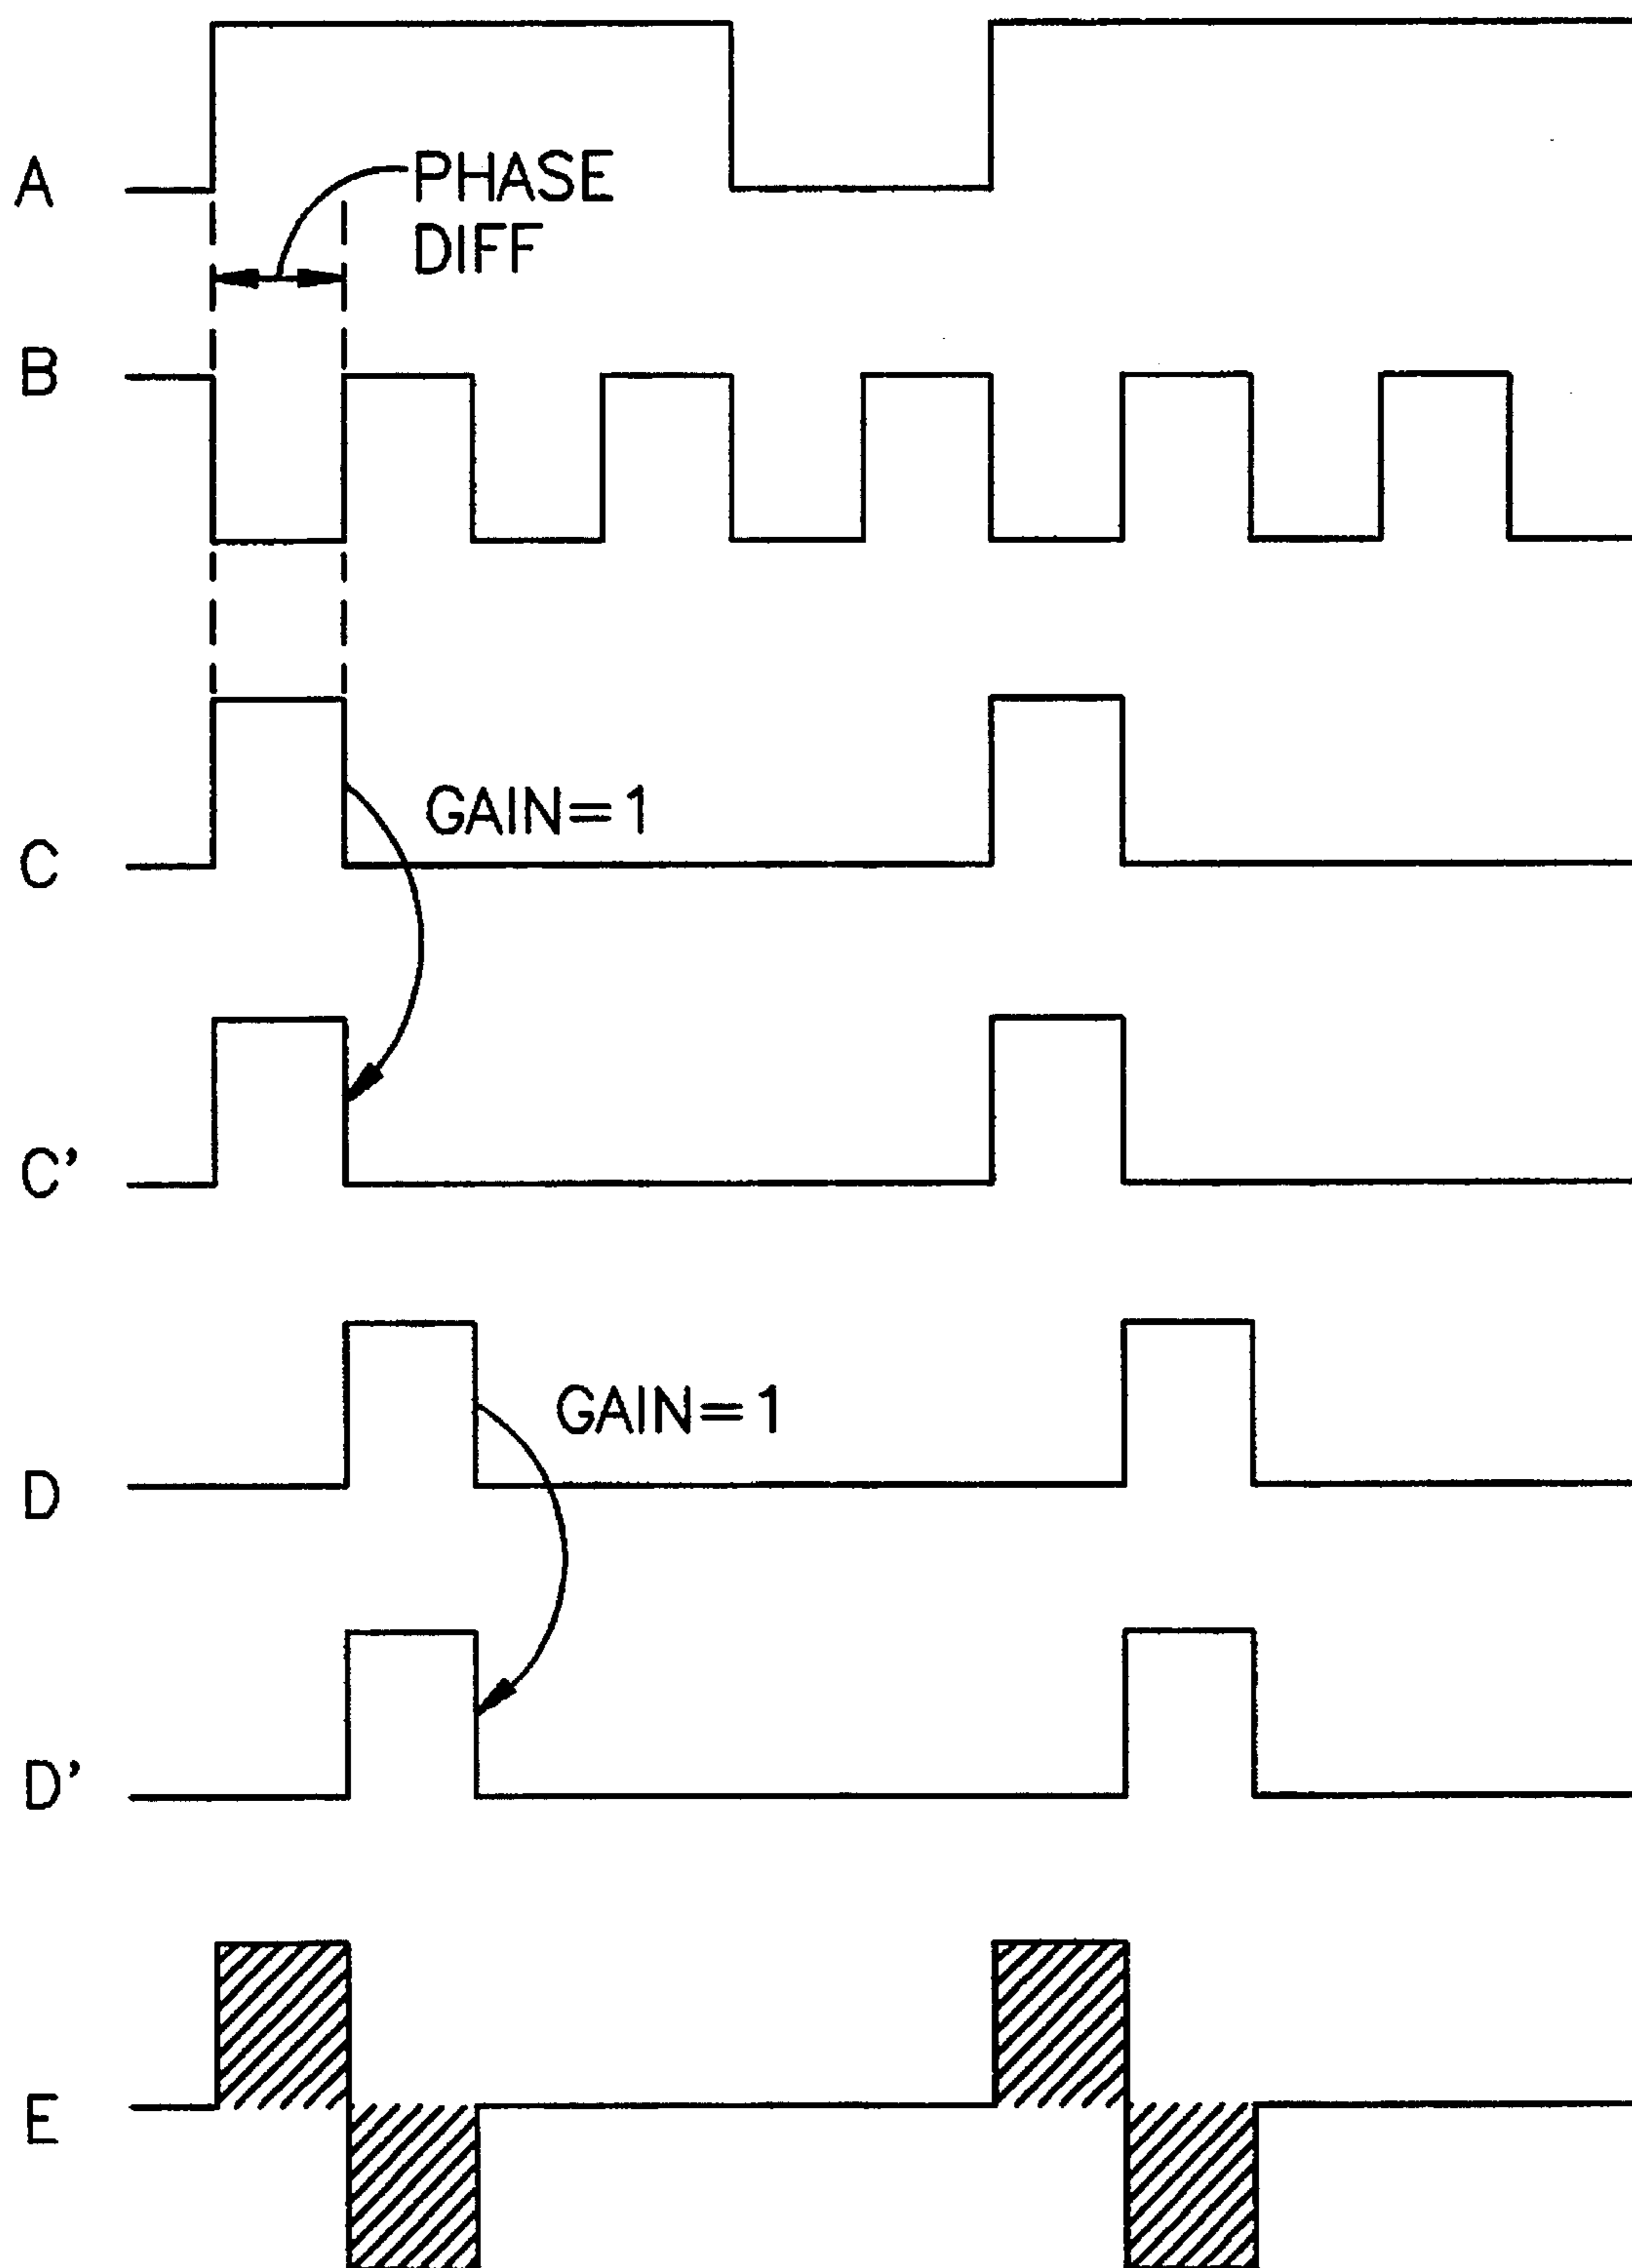 A
PHASE
DIFF
B
GAIN=1
C
C'
GAIN=1
D
D'
E